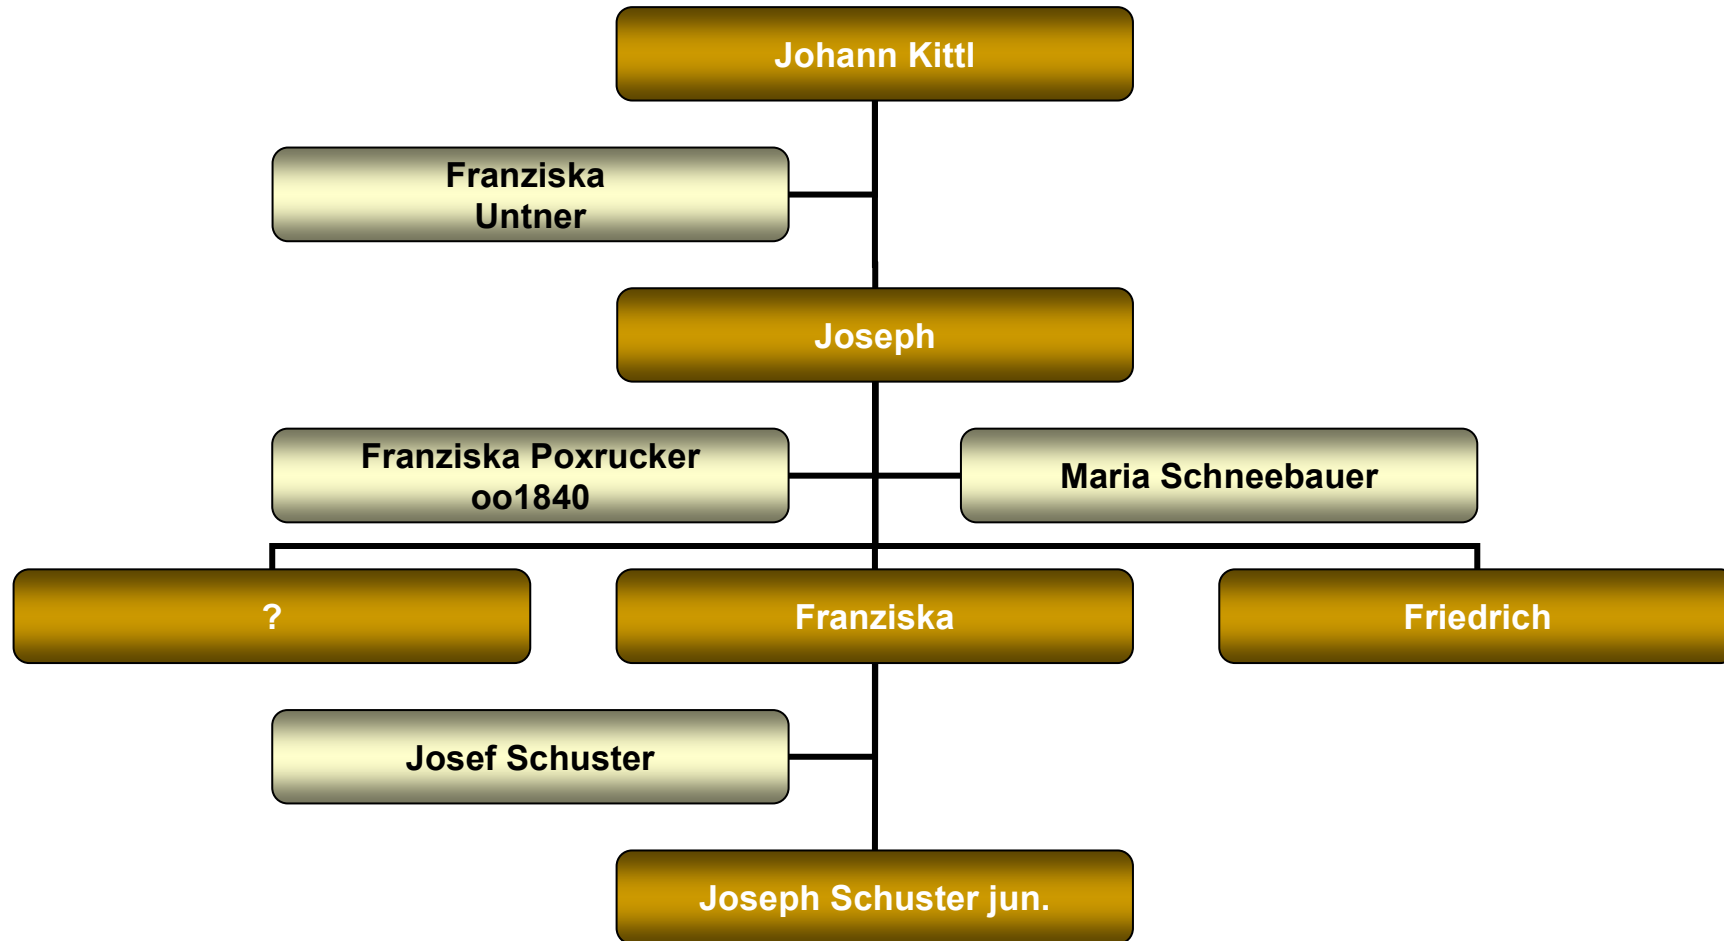 Johann Kittl
Franziska
Untner
Joseph
Franziska Poxrucker
oo1840
Maria Schneebauer
?
Franziska
Friedrich
Josef Schuster
Joseph Schuster jun.